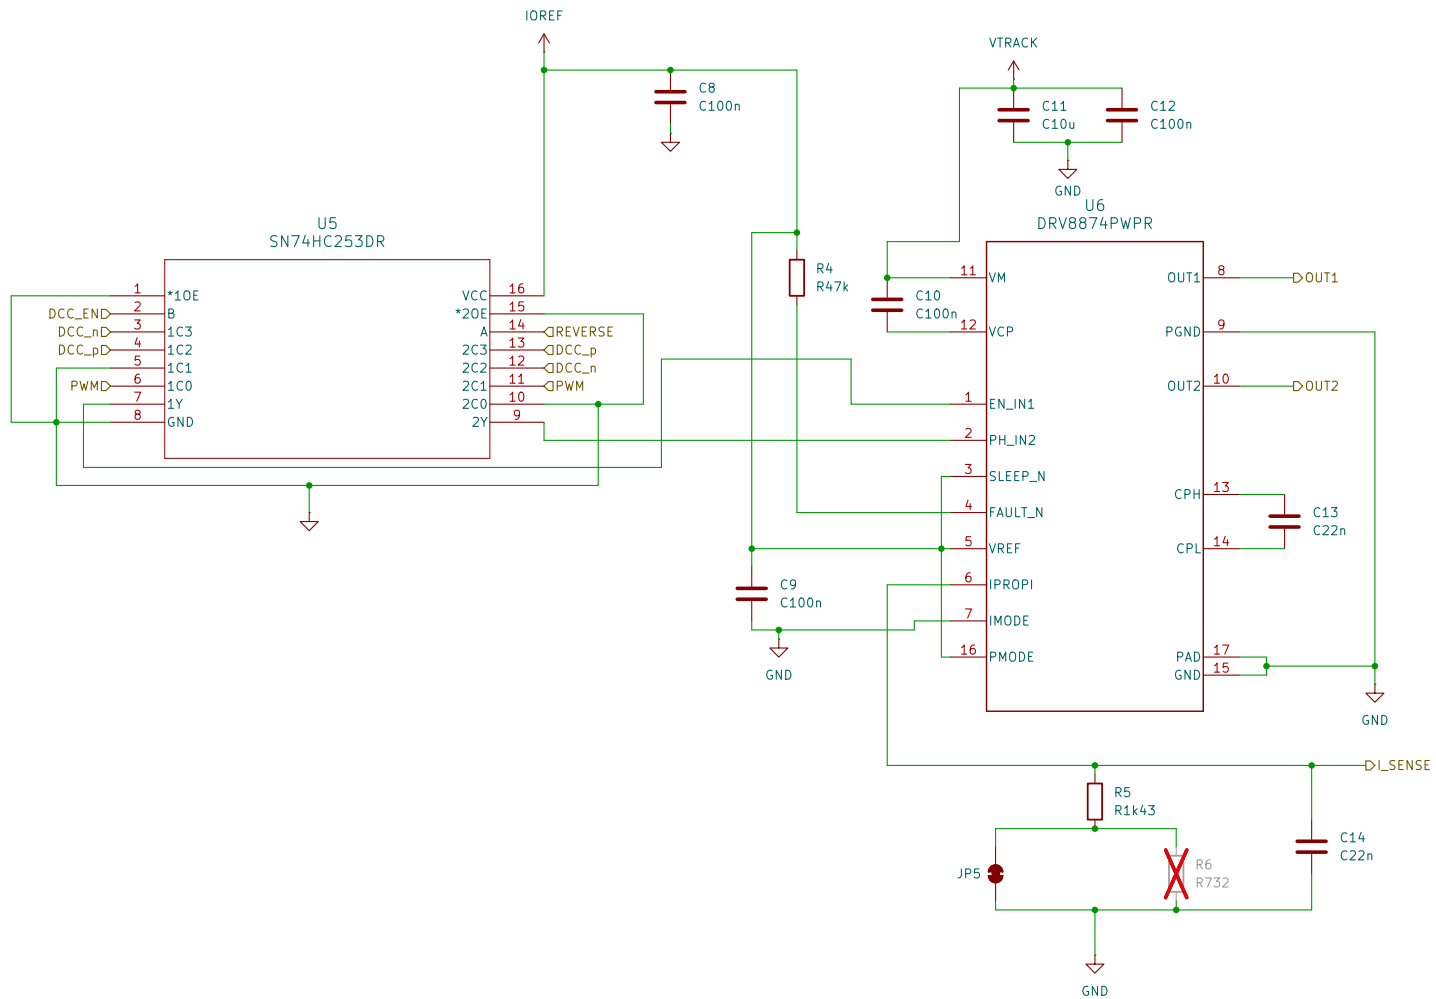 IOREF
VTRACK
C8
C100n
C11
C10u
C12
C100n
GND
U5
SN74HC253DR
U6
DRV8874PWPR
R4
R47k
C10
C100n
1 *1OE
DCC_EN 2 B
DCC_n 3 1C3
DCC_p 4 1C2
5 1C1
PWM 6 1C0
7 1Y
8 GND
VCC 16
*2OE 15
A 14 REVERSE
2C3 13 DCC_p
2C2 12 DCC_n
2C1 11 PWM
2C0 10
2Y 9
11 VM
12 VCP
1 EN_IN1
2 PH_IN2
3 SLEEP_N
4 FAULT_N
5 VREF
6 IPROPI
7 IMODE
16 PMODE
OUT1 8 OUT1
PGND 9
OUT2 10 OUT2
CPH 13
CPL 14
PAD 17
GND 15
C13
C22n
C9
C100n
GND
GND
I_SENSE
R5
R1k43
C14
C22n
JP5
R6
R732
GND